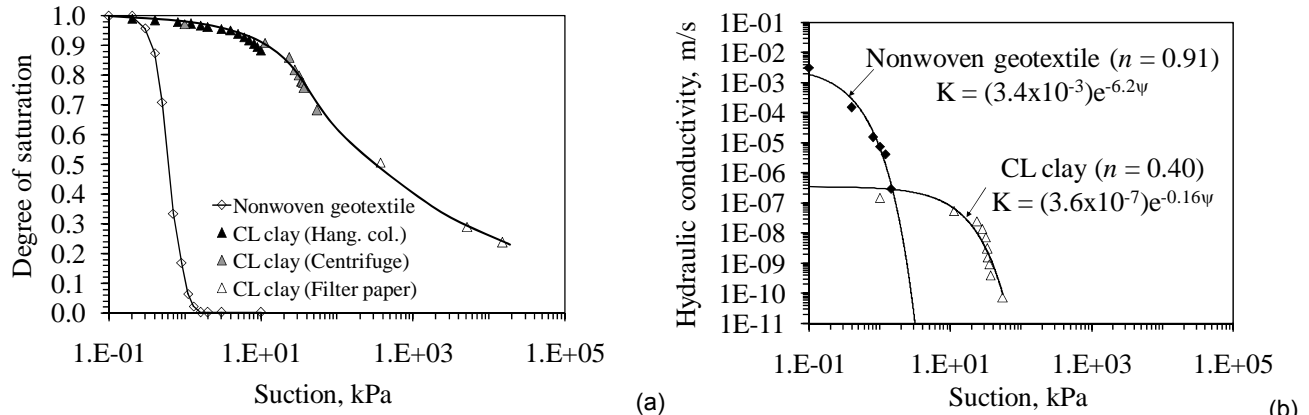 1.0
0.9
0.8
0.7
0.6
0.5
0.4
0.3
0.2
0.1
0.0
Degree of saturation
Nonwoven geotextile
CL clay (Hang. col.)
CL clay (Centrifuge)
CL clay (Filter paper)
1.E-01 1.E+01 1.E+03 1.E+05
Suction, kPa
(a)
1E-01
1E-02
1E-03
1E-04
1E-05
1E-06
1E-07
1E-08
1E-09
1E-10
1E-11
Hydraulic conductivity, m/s
Nonwoven geotextile (n = 0.91)
K = (3.4x10⁻³)e⁻⁶·²ᵠ
CL clay (n = 0.40)
K = (3.6x10⁻⁷)e⁻⁰·¹⁶ᵠ
1.E-01 1.E+01 1.E+03 1.E+05
Suction, kPa
(b)